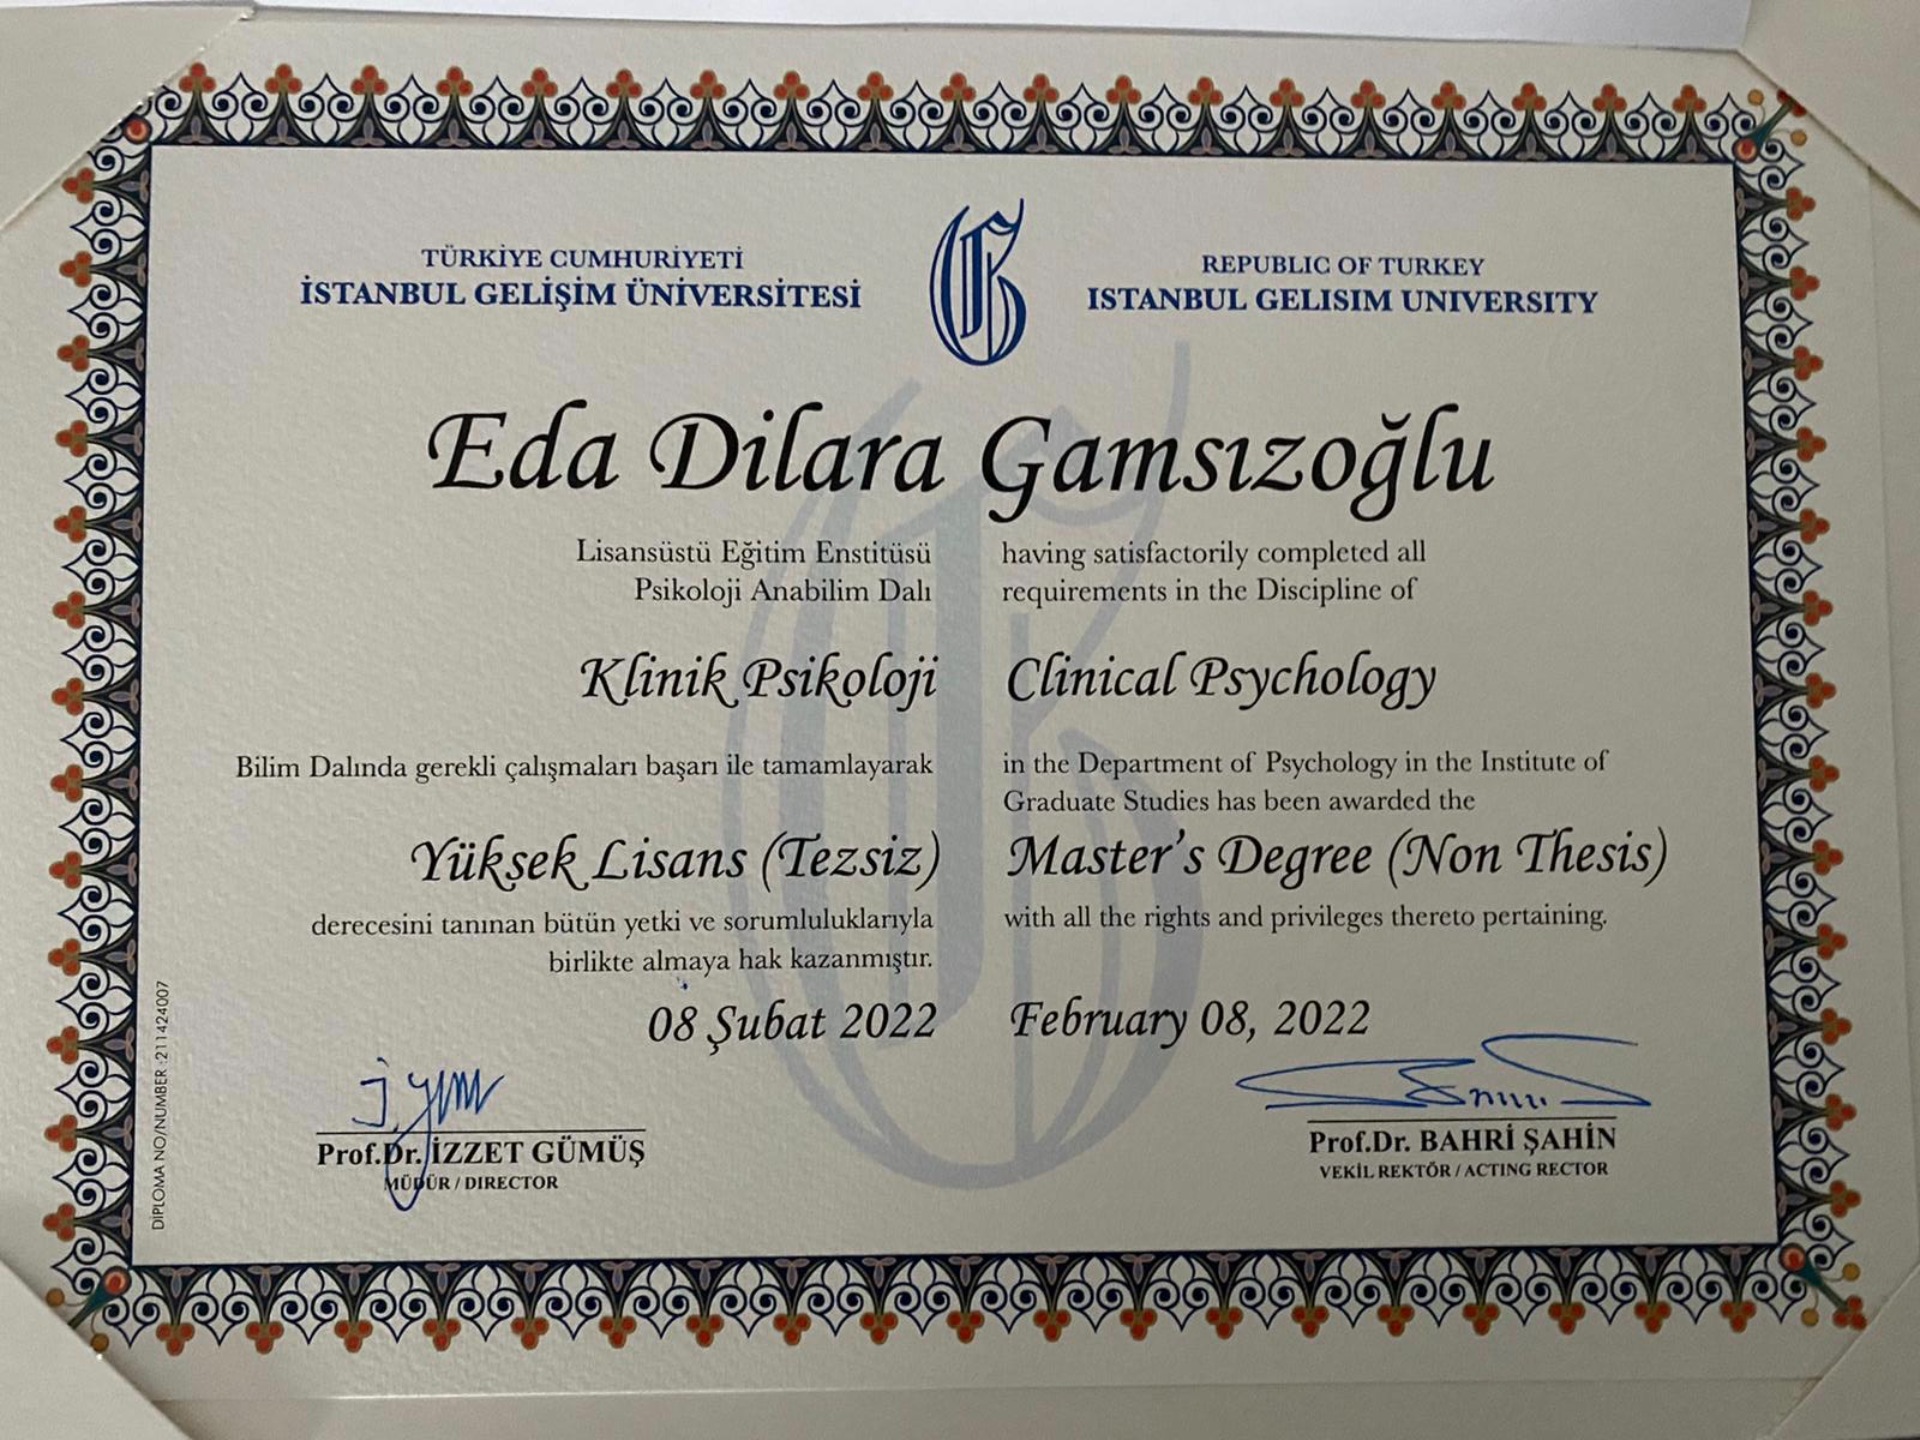 TÜRKİYE CUMHURİYETİ
İSTANBUL GELİŞİM ÜNİVERSİTESİ
REPUBLIC OF TURKEY
ISTANBUL GELISIM UNIVERSITY
Eda Dilara Gamsızoğlu
Lisansüstü Eğitim Enstitüsü
Psikoloji Anabilim Dalı
Klinik Psikoloji
Bilim Dalında gerekli çalışmaları başarı ile tamamlayarak
Yüksek Lisans (Tezsiz)
derecesini tanınan bütün yetki ve sorumluluklarıyla
birlikte almaya hak kazanmıştır.
08 Şubat 2022
having satisfactorily completed all
requirements in the Discipline of
Clinical Psychology
in the Department of Psychology in the Institute of
Graduate Studies has been awarded the
Master's Degree (Non Thesis)
with all the rights and privileges thereto pertaining.
February 08, 2022
Prof.Dr. İZZET GÜMÜŞ
MÜDÜR / DIRECTOR
Prof.Dr. BAHRİ ŞAHİN
VEKİL REKTÖR / ACTING RECTOR
DİPLOMA NO/NUMBER :211424007